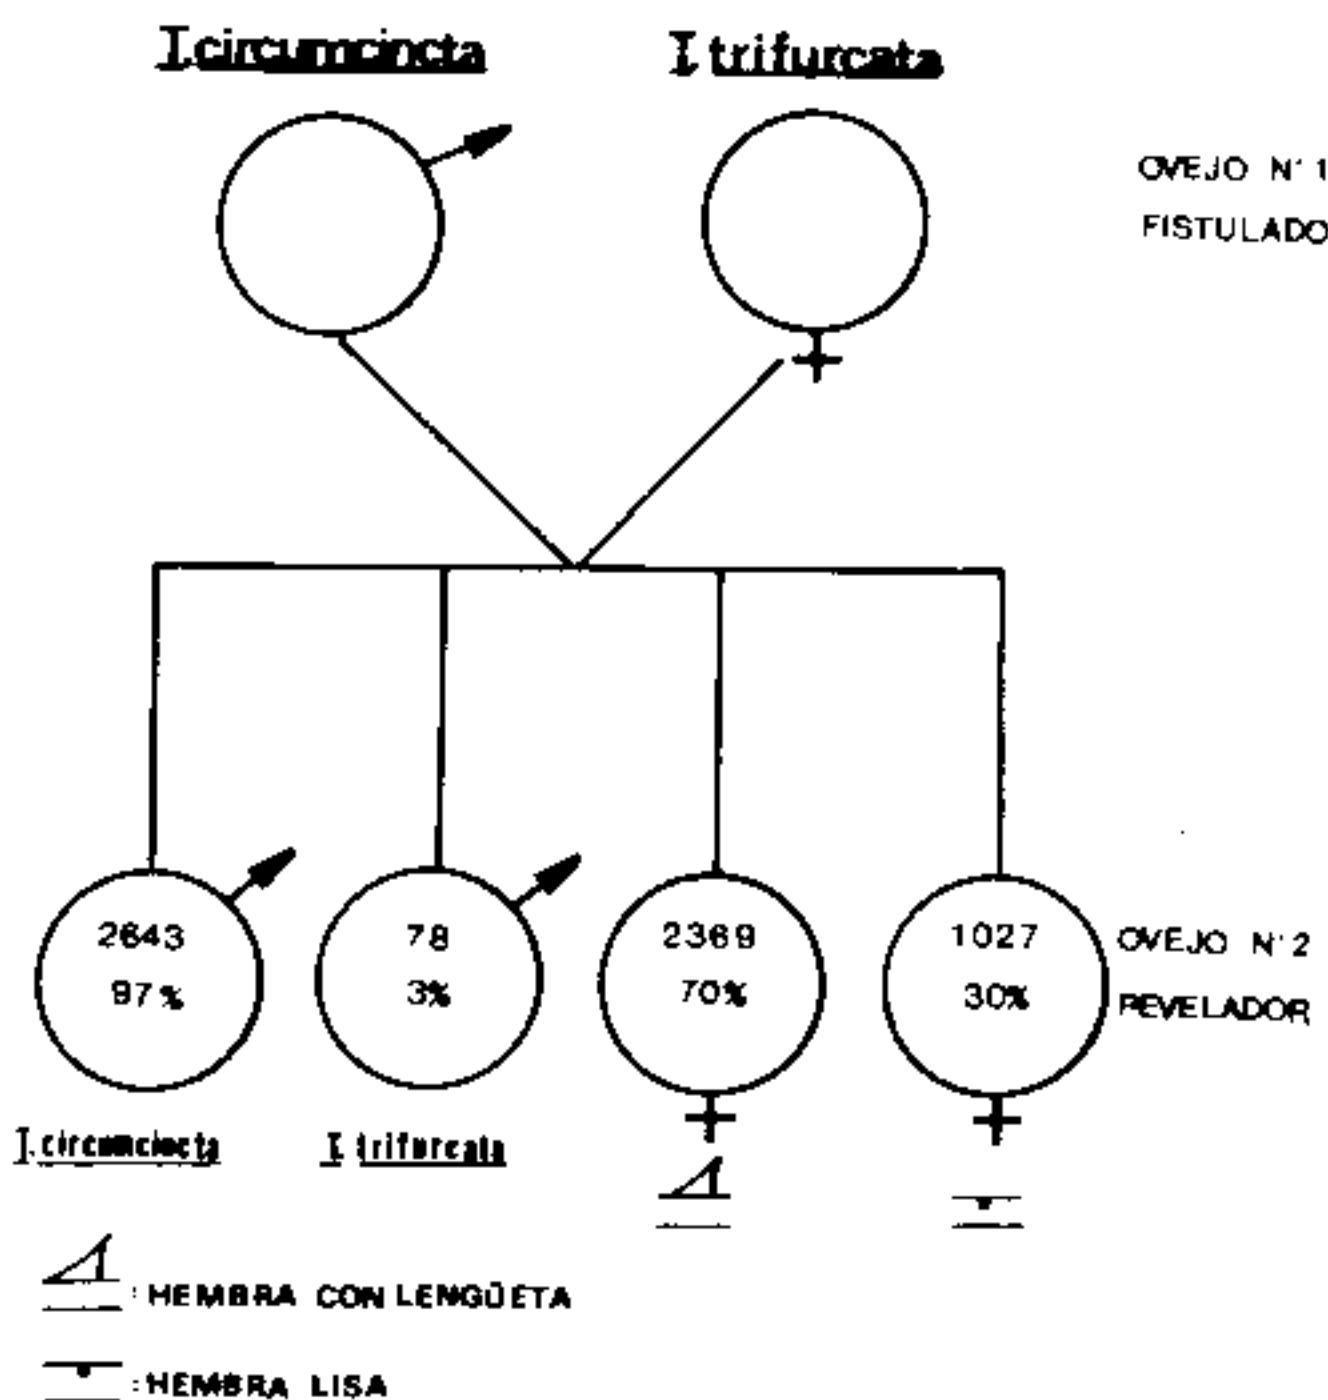 T.circumcincta
T trifurcata
OVEJO N° 1
FISTULADO
2643
97%
78
3%
2369
70%
1027
30%
OVEJO N° 2
REVELADOR
T.circumcincta
T trifurcata
: HEMBRA CON LENGÜETA
: HEMBRA LISA